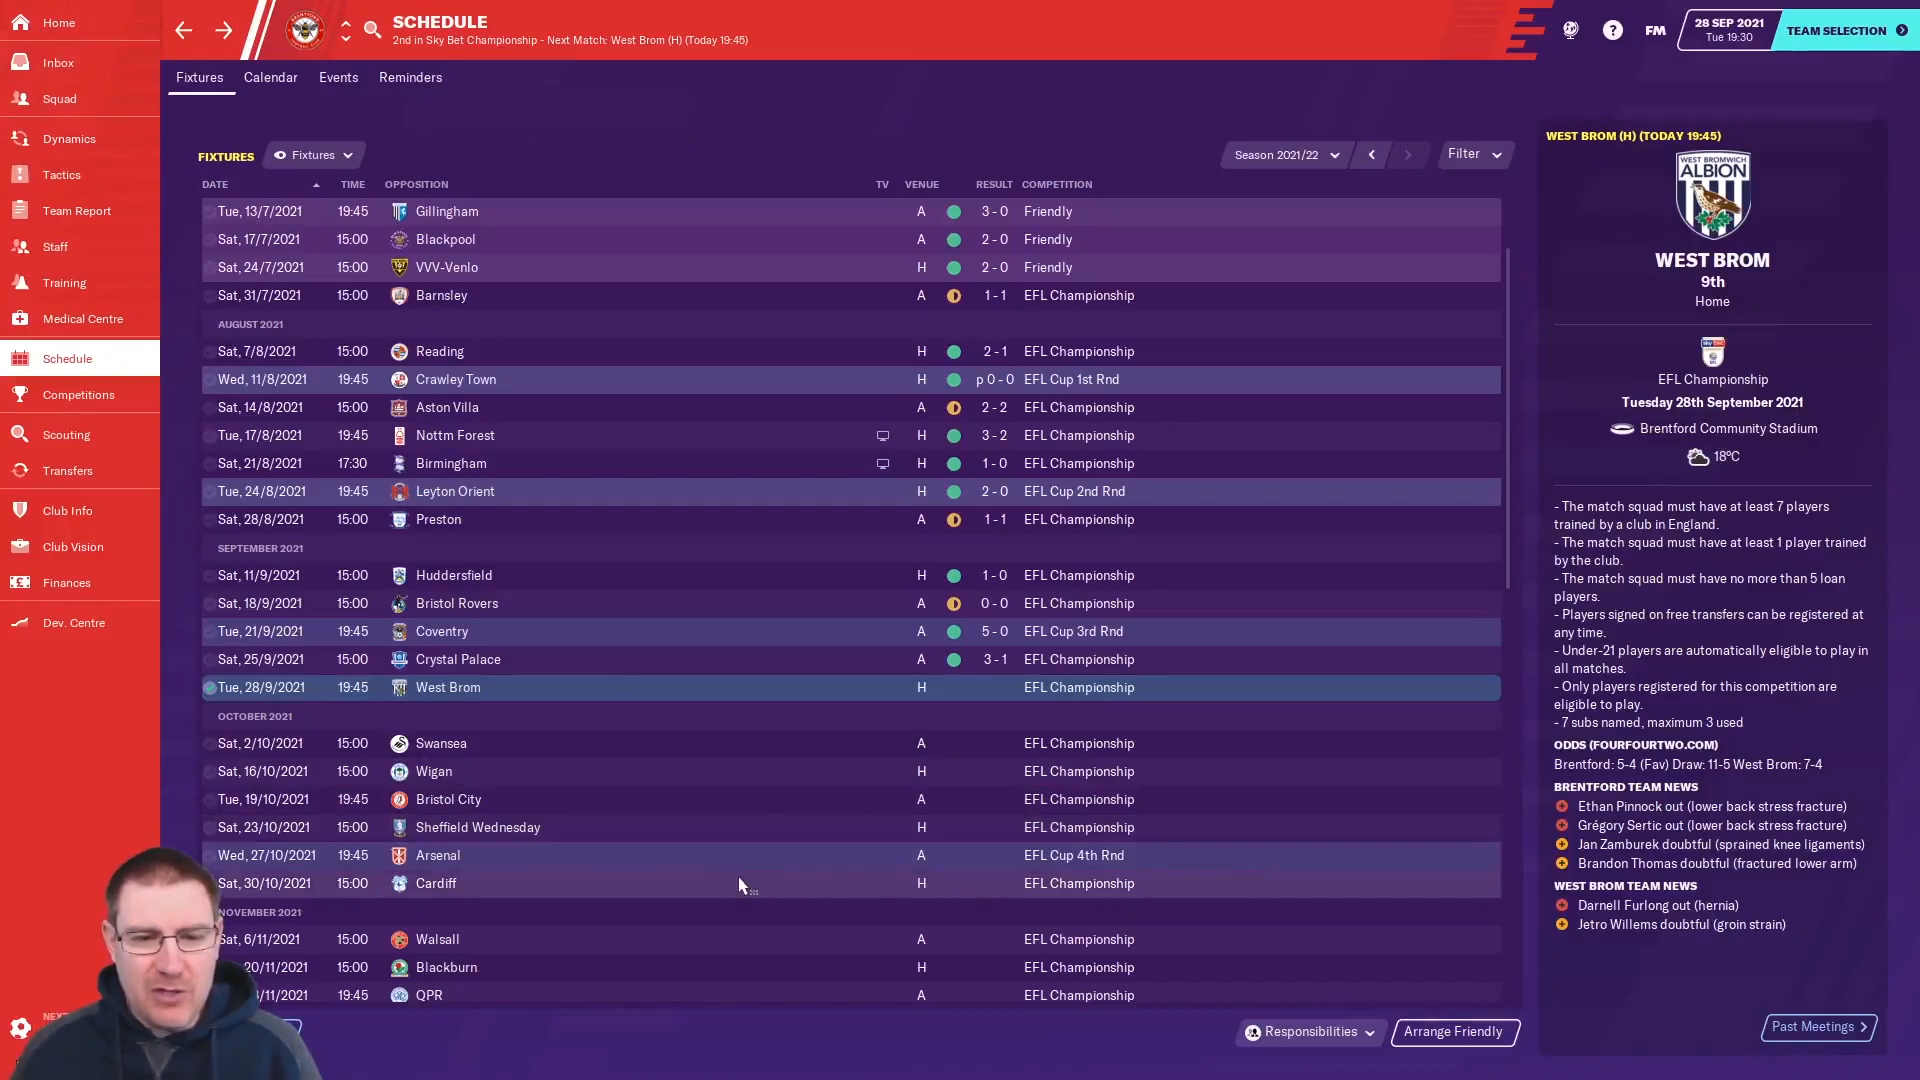 Home
Inbox
Squad
Dynamics
Tactics
Team Report
Staff
Training
Medical Centre
Schedule
Competitions
Scouting
Transfers
Club Info
Club Vision
Finances
Dev. Centre
SCHEDULE
2nd in Sky Bet Championship - Next Match: West Brom (H) (Today 19:45)
FM
28 SEP 2021
Tue 19:30
TEAM SELECTION
Fixtures Calendar Events Reminders
FIXTURES Fixtures Season 2021/22 Filter
DATE TIME OPPOSITION TV VENUE RESULT COMPETITION
Tue, 13/7/2021 19:45 Gillingham A 3 - 0 Friendly
Sat, 17/7/2021 15:00 Blackpool A 2 - 0 Friendly
Sat, 24/7/2021 15:00 VVV-Venlo H 2 - 0 Friendly
Sat, 31/7/2021 15:00 Barnsley A 1 - 1 EFL Championship
AUGUST 2021
Sat, 7/8/2021 15:00 Reading H 2 - 1 EFL Championship
Wed, 11/8/2021 19:45 Crawley Town H p 0 - 0 EFL Cup 1st Rnd
Sat, 14/8/2021 15:00 Aston Villa A 2 - 2 EFL Championship
Tue, 17/8/2021 19:45 Nottm Forest H 3 - 2 EFL Championship
Sat, 21/8/2021 17:30 Birmingham H 1 - 0 EFL Championship
Tue, 24/8/2021 19:45 Leyton Orient H 2 - 0 EFL Cup 2nd Rnd
Sat, 28/8/2021 15:00 Preston A 1 - 1 EFL Championship
SEPTEMBER 2021
Sat, 11/9/2021 15:00 Huddersfield H 1 - 0 EFL Championship
Sat, 18/9/2021 15:00 Bristol Rovers A 0 - 0 EFL Championship
Tue, 21/9/2021 19:45 Coventry A 5 - 0 EFL Cup 3rd Rnd
Sat, 25/9/2021 15:00 Crystal Palace A 3 - 1 EFL Championship
Tue, 28/9/2021 19:45 West Brom H EFL Championship
OCTOBER 2021
Sat, 2/10/2021 15:00 Swansea A EFL Championship
Sat, 16/10/2021 15:00 Wigan H EFL Championship
Tue, 19/10/2021 19:45 Bristol City A EFL Championship
Sat, 23/10/2021 15:00 Sheffield Wednesday H EFL Championship
Wed, 27/10/2021 19:45 Arsenal A EFL Cup 4th Rnd
Sat, 30/10/2021 15:00 Cardiff H EFL Championship
NOVEMBER 2021
Sat, 6/11/2021 15:00 Walsall A EFL Championship
20/11/2021 15:00 Blackburn H EFL Championship
/11/2021 19:45 QPR A EFL Championship
Responsibilities Arrange Friendly
WEST BROM (H) (TODAY 19:45)
WEST BROMWICH
ALBION
WEST BROM
9th
Home
EFL Championship
Tuesday 28th September 2021
Brentford Community Stadium
18ºC
- The match squad must have at least 7 players
trained by a club in England.
- The match squad must have at least 1 player trained
by the club.
- The match squad must have no more than 5 loan
players.
- Players signed on free transfers can be registered at
any time.
- Under-21 players are automatically eligible to play in
all matches.
- Only players registered for this competition are
eligible to play.
- 7 subs named, maximum 3 used
ODDS (FOURFOURTWO.COM)
Brentford: 5-4 (Fav) Draw: 11-5 West Brom: 7-4
BRENTFORD TEAM NEWS
Ethan Pinnock out (lower back stress fracture)
Grégory Sertic out (lower back stress fracture)
Jan Zamburek doubtful (sprained knee ligaments)
Brandon Thomas doubtful (fractured lower arm)
WEST BROM TEAM NEWS
Darnell Furlong out (hernia)
Jetro Willems doubtful (groin strain)
Past Meetings